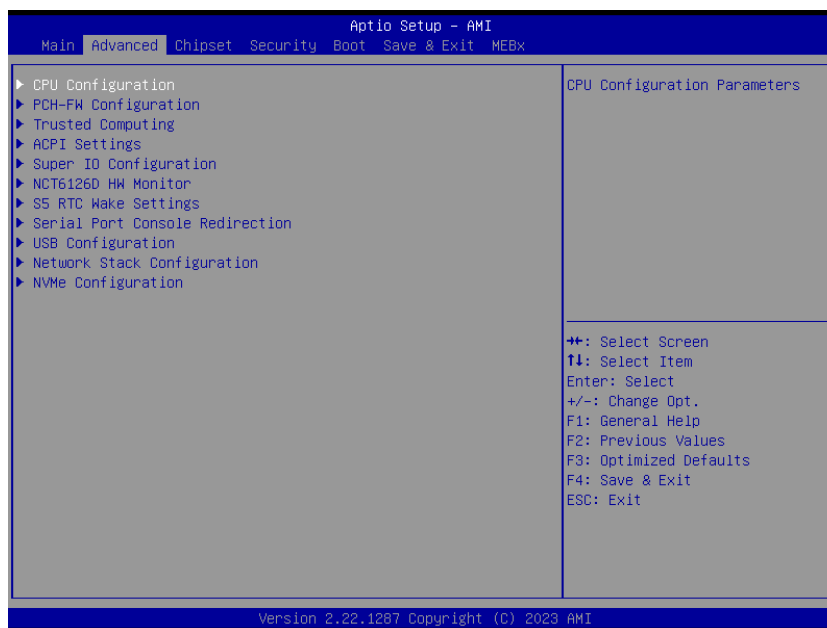 Aptio Setup – AMI
Main Advanced Chipset Security Boot Save & Exit MEBx
CPU Configuration
PCH-FW Configuration
Trusted Computing
ACPI Settings
Super IO Configuration
NCT6126D HW Monitor
S5 RTC Wake Settings
Serial Port Console Redirection
USB Configuration
Network Stack Configuration
NVMe Configuration
CPU Configuration Parameters
→←: Select Screen
↑↓: Select Item
Enter: Select
+/-: Change Opt.
F1: General Help
F2: Previous Values
F3: Optimized Defaults
F4: Save & Exit
ESC: Exit
Version 2.22.1287 Copyright (C) 2023 AMI